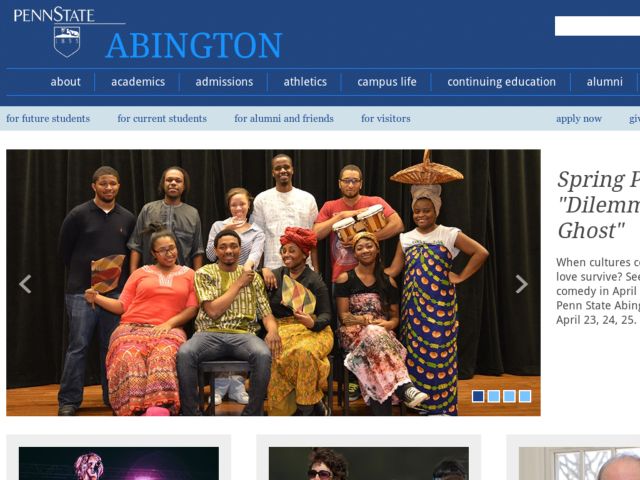 PENNSTATE
1855
ABINGTON
about academics admissions athletics campus life continuing education alumni
for future students for current students for alumni and friends for visitors apply now
Spring
"Dilemm
Ghost"
When cultures
love survive? See
comedy in April
Penn State Abing
April 23, 24, 25.